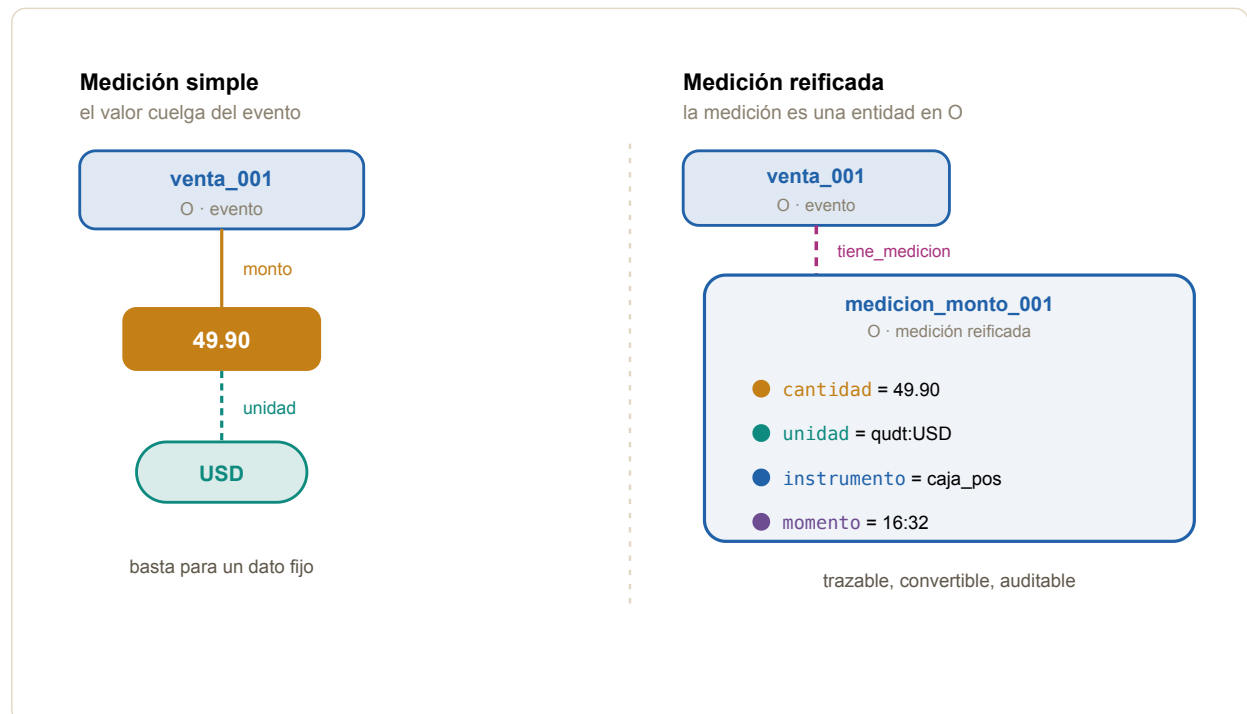 Medición simple
el valor cuelga del evento
venta_001
O · evento
monto
49.90
unidad
USD
basta para un dato fijo
Medición reificada
la medición es una entidad en O
venta_001
O · evento
tiene_medicion
medicion_monto_001
O · medición reificada
cantidad = 49.90
unidad = qudt:USD
instrumento = caja_pos
momento = 16:32
trazable, convertible, auditable